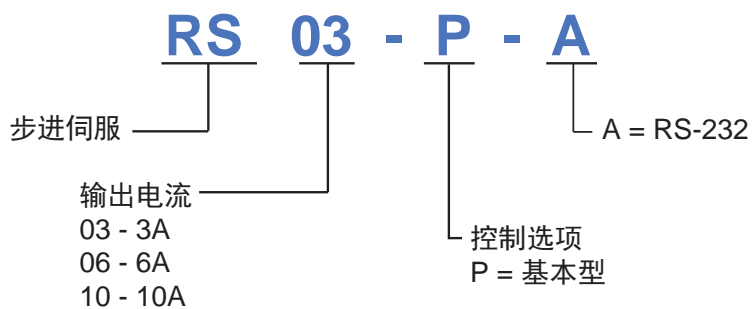 RS 03 - P - A
步进伺服
A = RS-232
输出电流
03 - 3A
06 - 6A
10 - 10A
控制选项
P = 基本型